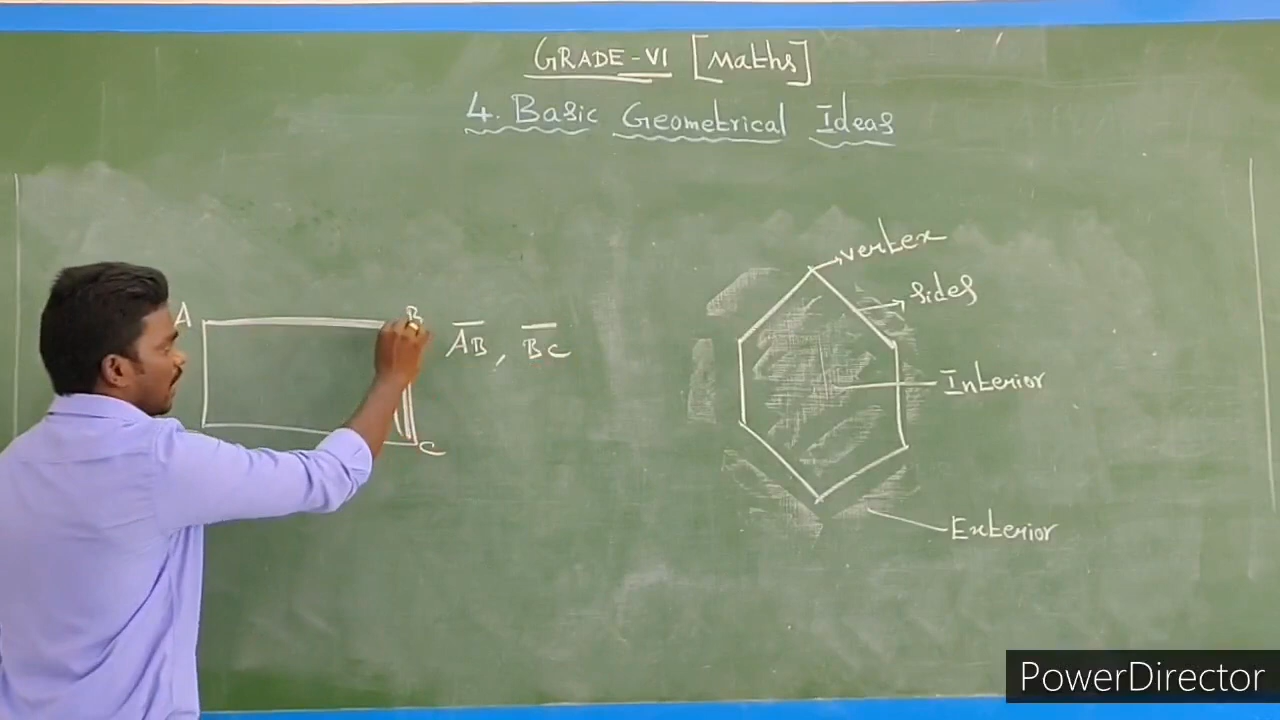 GRADE-VI [Maths]
4. Basic Geometrical Ideas
vertex
sides
A
B
AB, BC
Interior
C
Exterior
PowerDirector